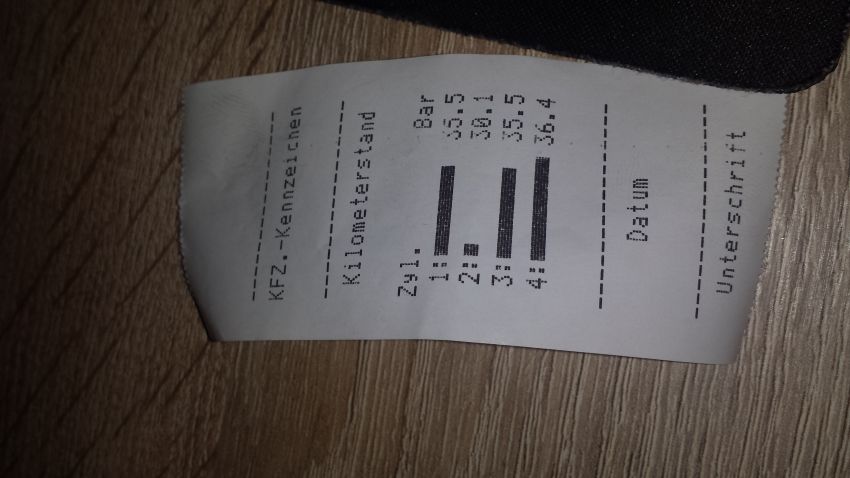 KFZ.-Kennzeichen
Kilometerstand
Zyl. Bar
1: 35.5
2: 30.1
3: 35.5
4: 36.4
Datum
Unterschrift